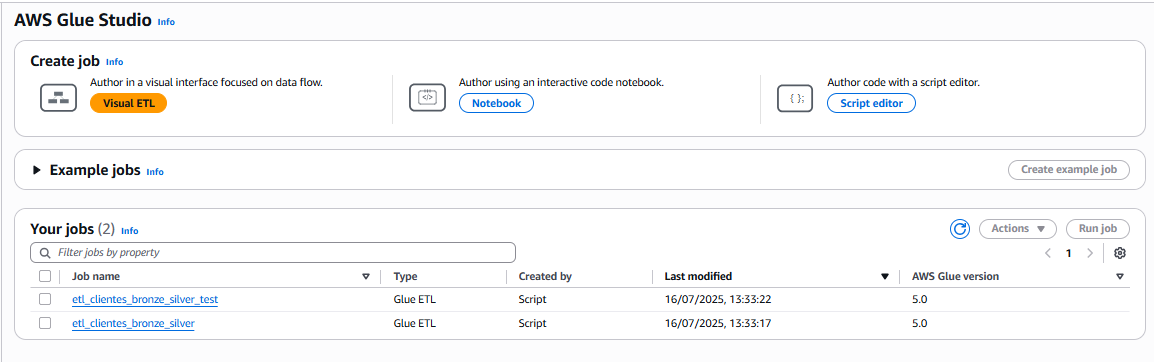 AWS Glue Studio Info
Create job Info
Author in a visual interface focused on data flow.
Visual ETL
Author using an interactive code notebook.
Notebook
Author code with a script editor.
Script editor
Example jobs Info
Create example job
Your jobs (2) Info
Actions
Run job
Filter jobs by property
1
Job name Type Created by Last modified AWS Glue version
etl_clientes_bronze_silver_test Glue ETL Script 16/07/2025, 13:33:22 5.0
etl_clientes_bronze_silver Glue ETL Script 16/07/2025, 13:33:17 5.0